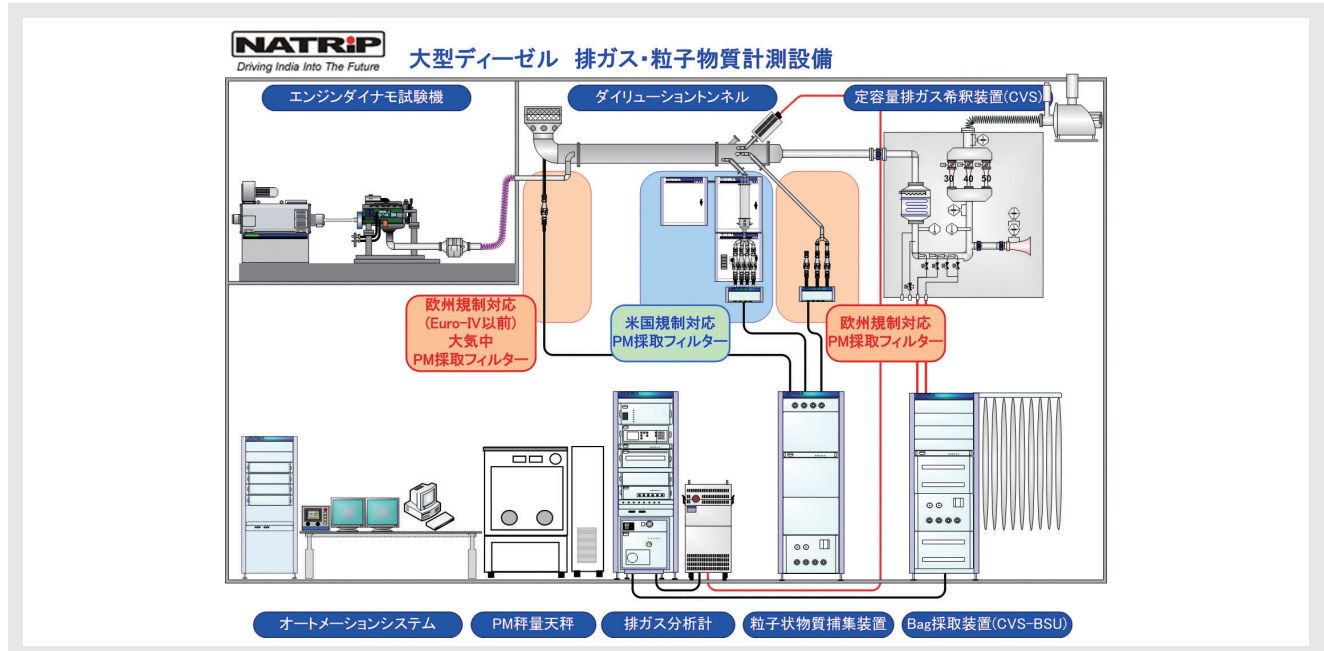 NATRiP
Driving India Into The Future
大型ディーゼル 排ガス・粒子物質計測設備
エンジンダイナモ試験機
ダイリューショントンネル
定容量排ガス希釈装置(CVS)
30 40 50
欧州規制対応
(Euro-IV以前)
大気中
PM採取フィルター
米国規制対応
PM採取フィルター
欧州規制対応
PM採取フィルター
オートメーションシステム
PM秤量天秤
排ガス分析計
粒子状物質捕集装置
Bag採取装置(CVS-BSU)